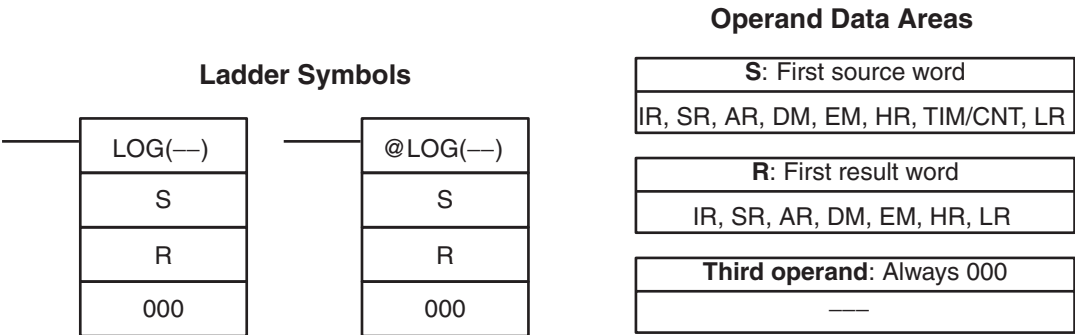 Ladder Symbols
LOG(––)
S
R
000
@LOG(––)
S
R
000
Operand Data Areas
S: First source word
IR, SR, AR, DM, EM, HR, TIM/CNT, LR
R: First result word
IR, SR, AR, DM, EM, HR, LR
Third operand: Always 000
–––